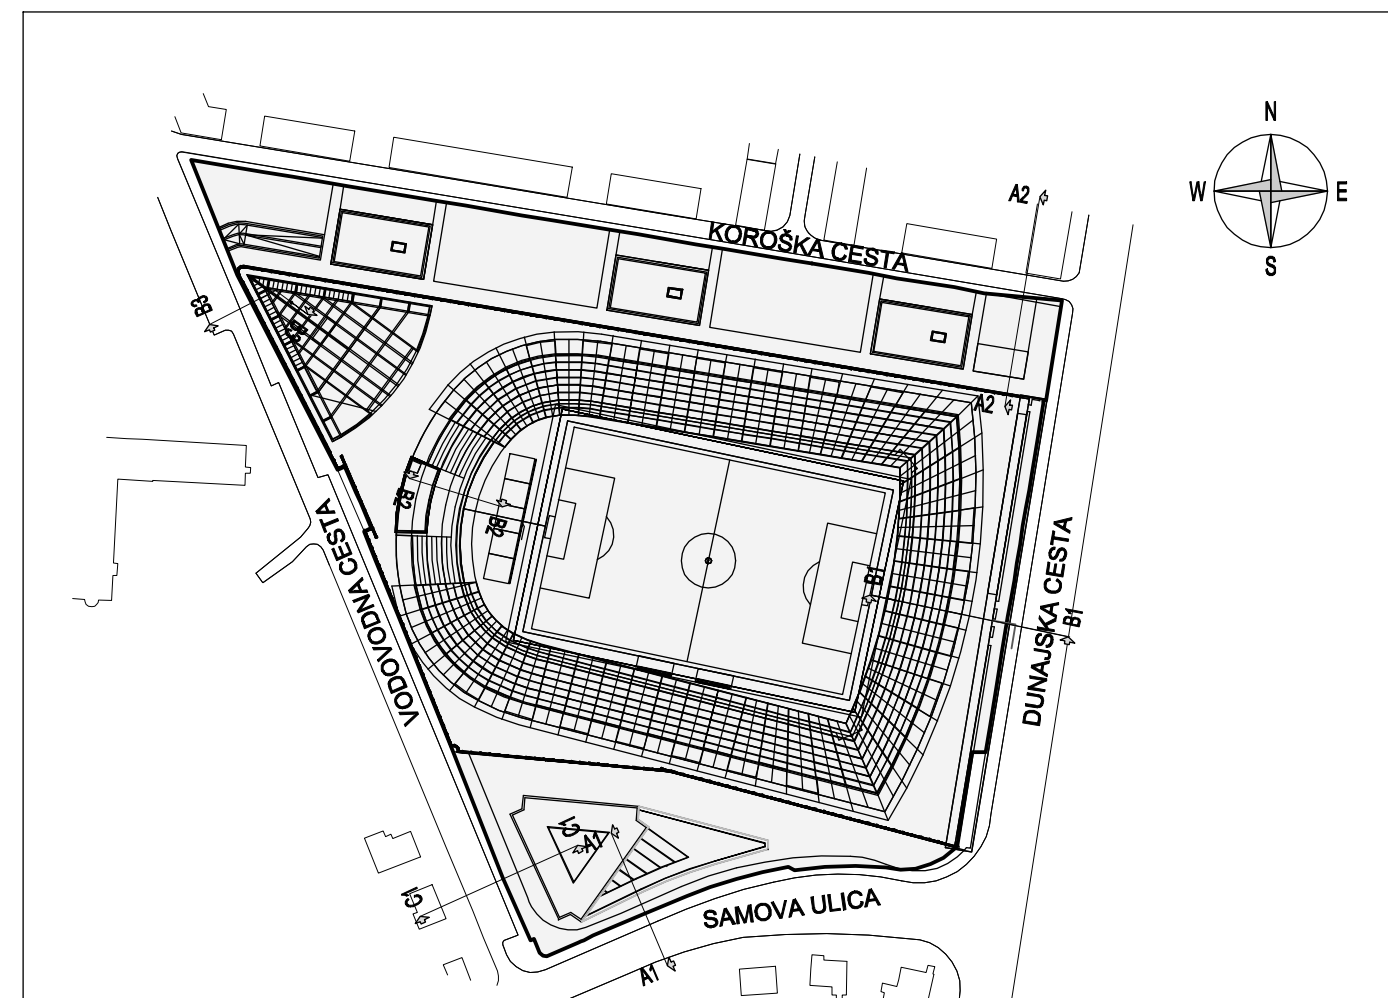 N
W E
S
A2
KOROŠKA CESTA
B3
A2
B2
B2
VODOVODNA CESTA
B1
B1
DUNAJSKA CESTA
C1
A1
C1
SAMOVA ULICA
A1